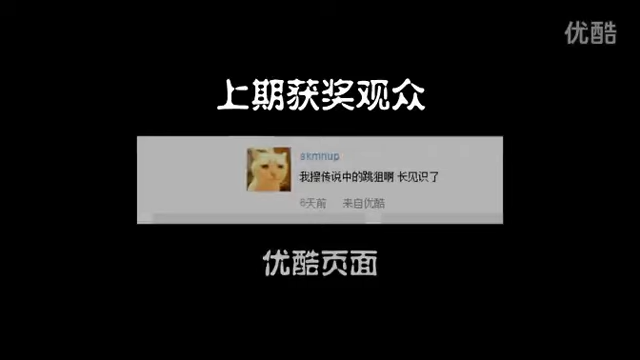 优酷
上期获奖观众
skmnup
我擦传说中的跳狙啊 长见识了
6天前 来自优酷
优酷页面